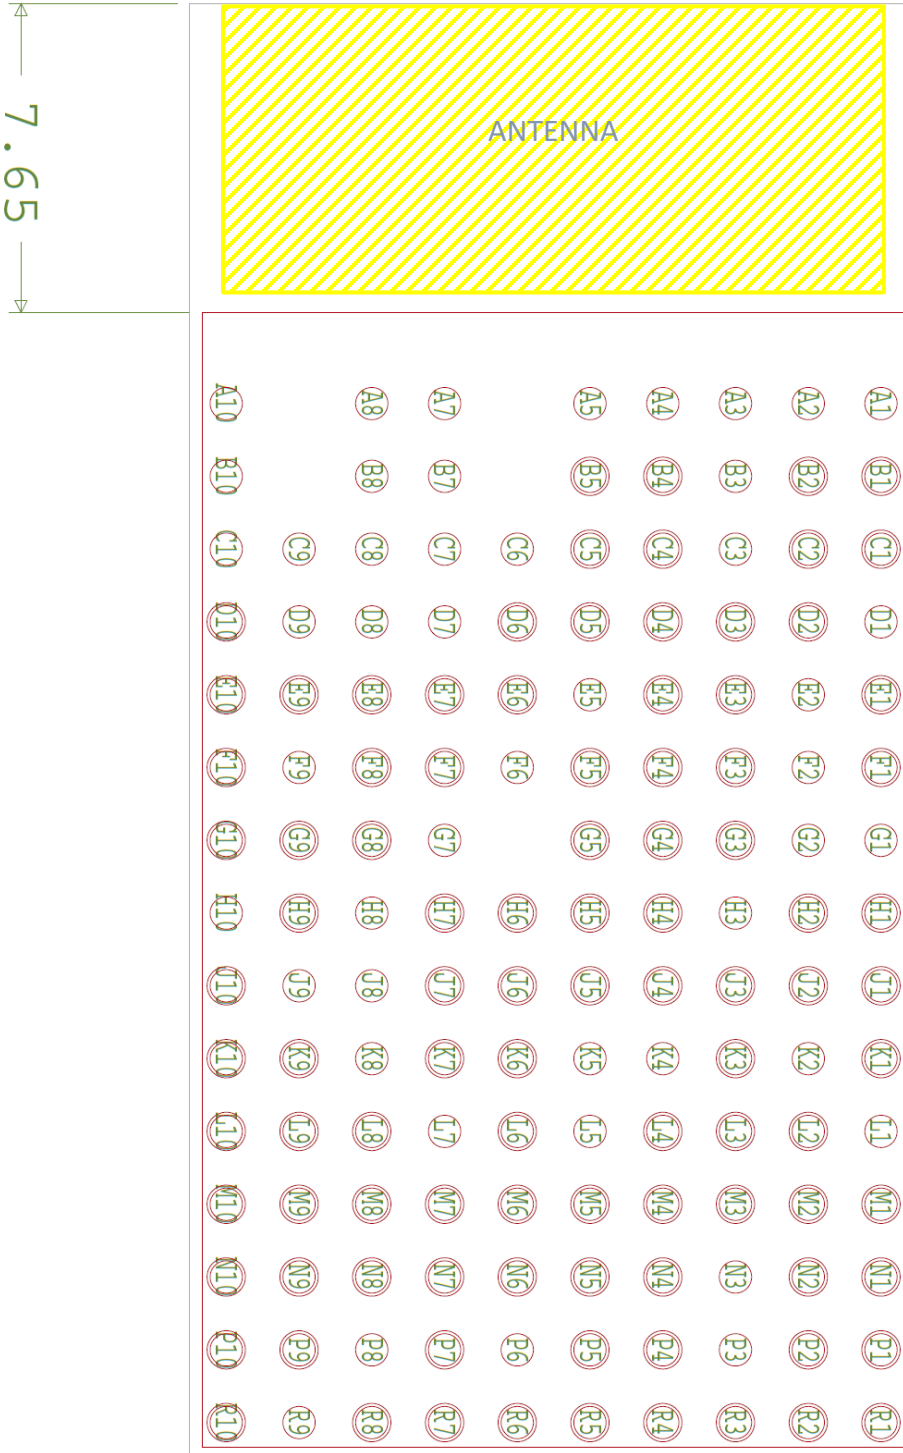 ANTENNA
7.65
A10 A8 A7 A5 A4 A3 A2 A1
B10 B8 B7 B5 B4 B3 B2 B1
C10 C9 C8 C7 C6 C5 C4 C3 C2 C1
D10 D9 D8 D7 D6 D5 D4 D3 D2 D1
E10 E9 E8 E7 E6 E5 E4 E3 E2 E1
F10 F9 F8 F7 F6 F5 F4 F3 F2 F1
G10 G9 G8 G7 G5 G4 G3 G2 G1
H10 H9 H8 H7 H6 H5 H4 H3 H2 H1
J10 J9 J8 J7 J6 J5 J4 J3 J2 J1
K10 K9 K8 K7 K6 K5 K4 K3 K2 K1
L10 L9 L8 L7 L6 L5 L4 L3 L2 L1
M10 M9 M8 M7 M6 M5 M4 M3 M2 M1
N10 N9 N8 N7 N6 N5 N4 N3 N2 N1
P10 P9 P8 P7 P6 P5 P4 P3 P2 P1
R10 R9 R8 R7 R6 R5 R4 R3 R2 R1